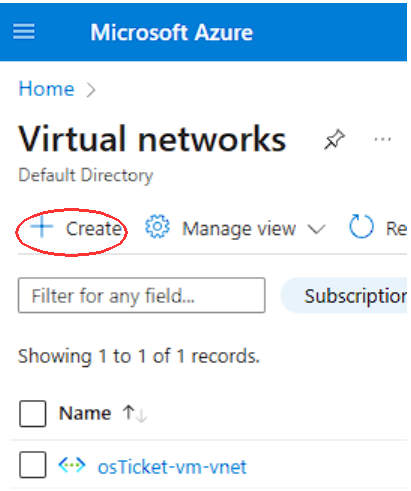 Microsoft Azure
Home
Virtual networks
Default Directory
Create Manage view Re
Filter for any field... Subscription
Showing 1 to 1 of 1 records.
Name
osTicket-vm-vnet